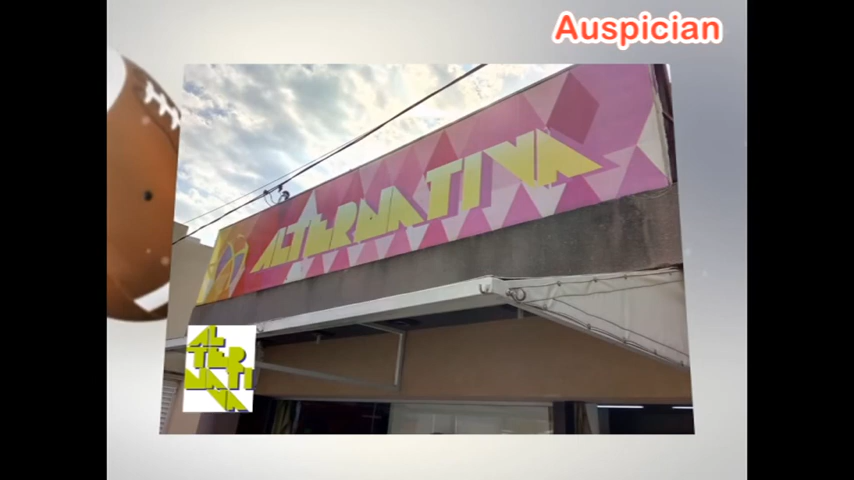 Auspician
ALTERNATIVA
AL
TER
NATI
VA